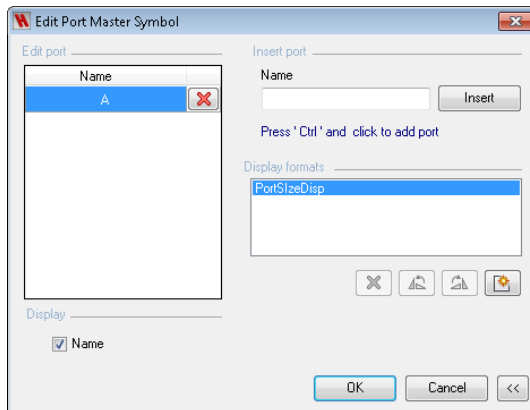 Edit Port Master Symbol
Edit port
Name
A
Insert port
Name
Insert
Press ' Ctrl ' and click to add port
Display formats
PortSIzeDisp
Display
Name
OK
Cancel
<<